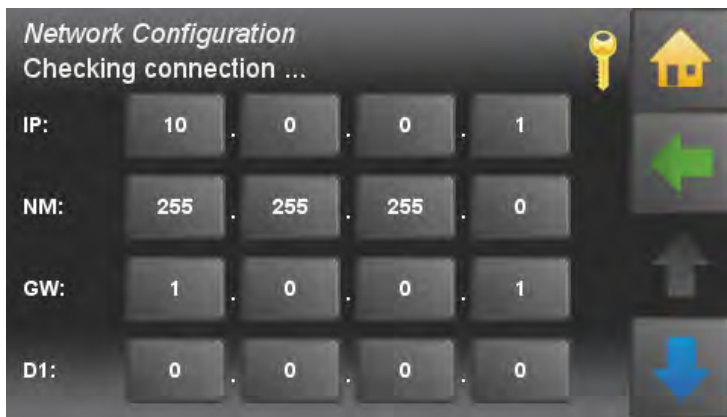 Network Configuration
Checking connection ...
IP: 10 . 0 . 0 . 1
NM: 255 . 255 . 255 . 0
GW: 1 . 0 . 0 . 1
D1: 0 . 0 . 0 . 0